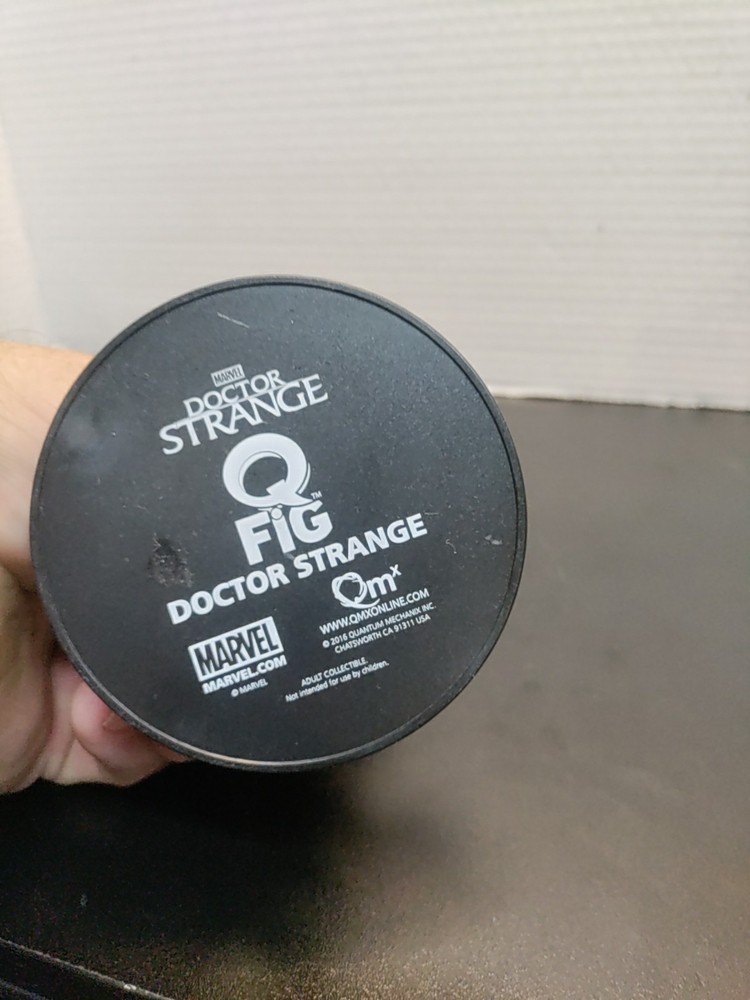 MARVEL
DOCTOR
STRANGE
Q
FiG™
DOCTOR STRANGE
Qmx
WWW.QMXONLINE.COM
© 2016 QUANTUM MECHANIX INC.
CHATSWORTH CA 91311 USA
MARVEL
MARVEL.COM
© MARVEL
ADULT COLLECTIBLE.
Not intended for use by children.